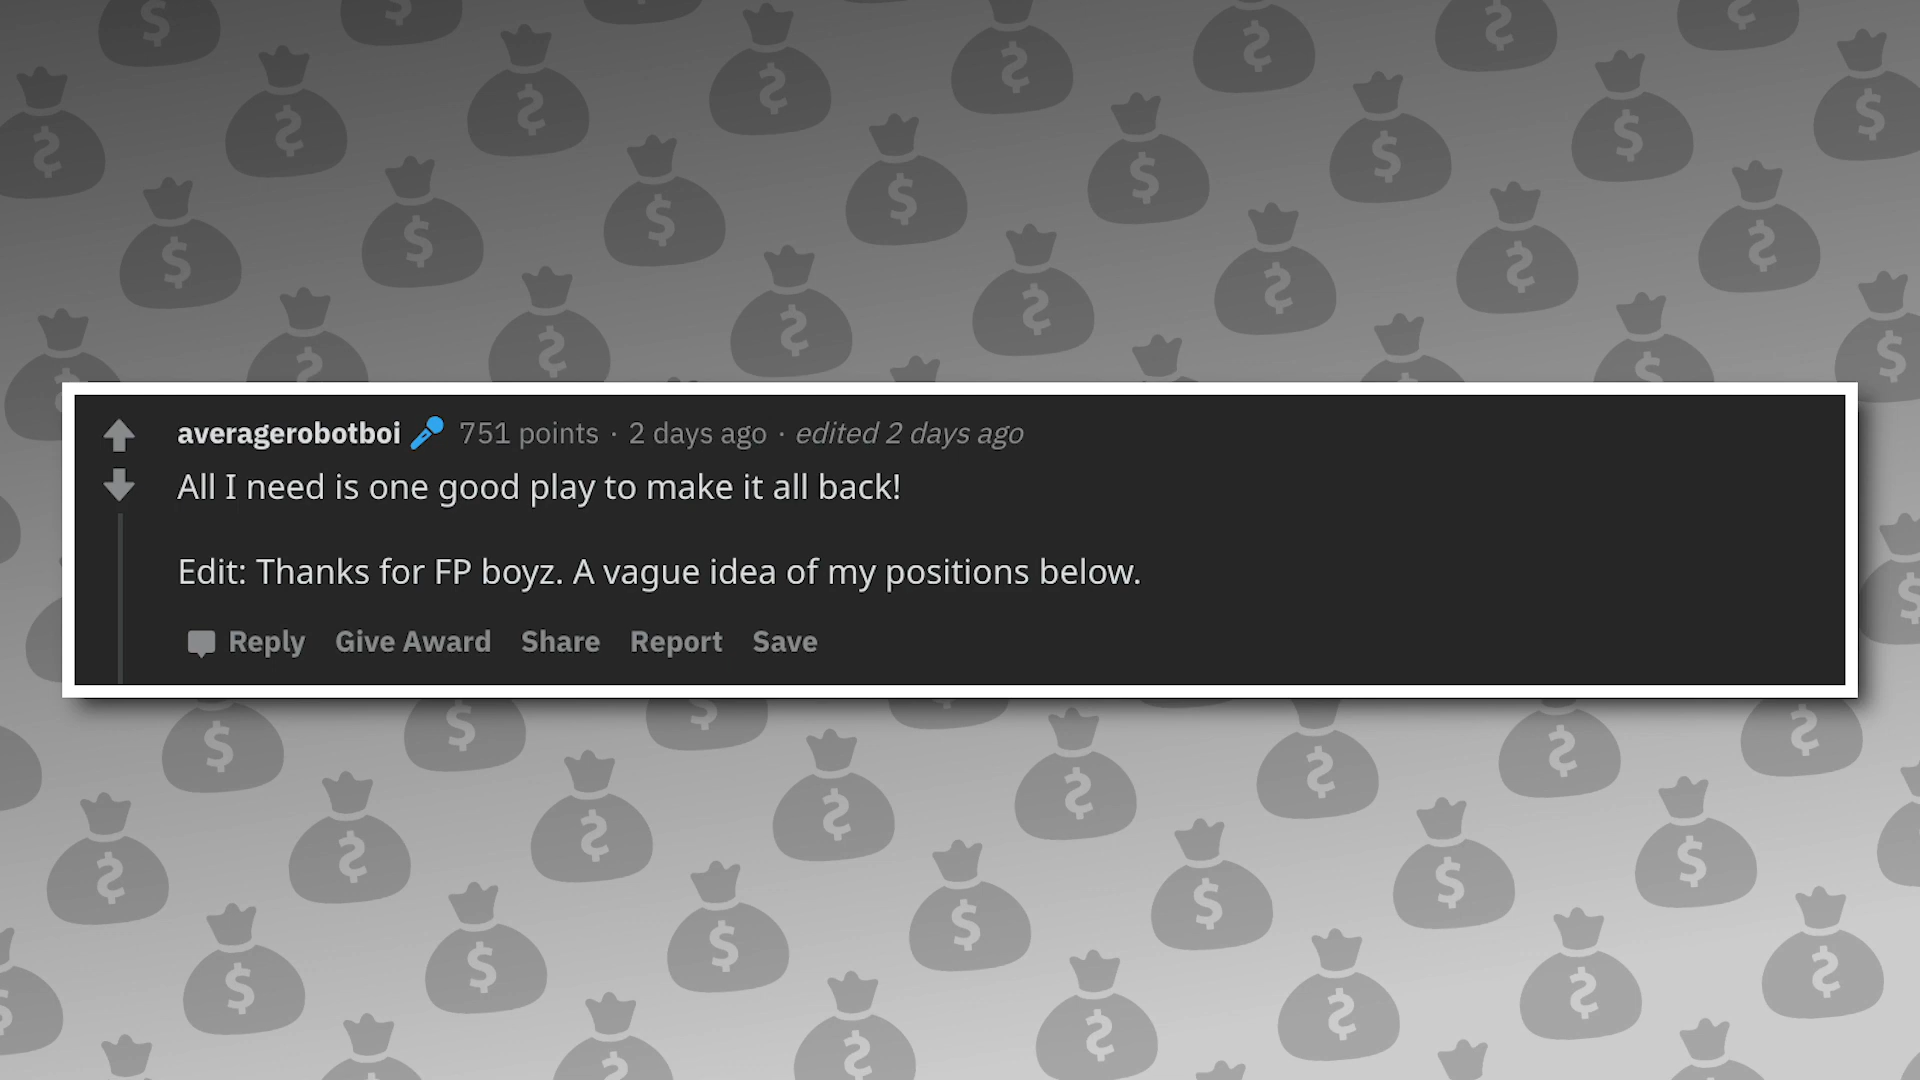 averagerobotboi 751 points · 2 days ago · edited 2 days ago
All I need is one good play to make it all back!
Edit: Thanks for FP boyz. A vague idea of my positions below.
Reply Give Award Share Report Save